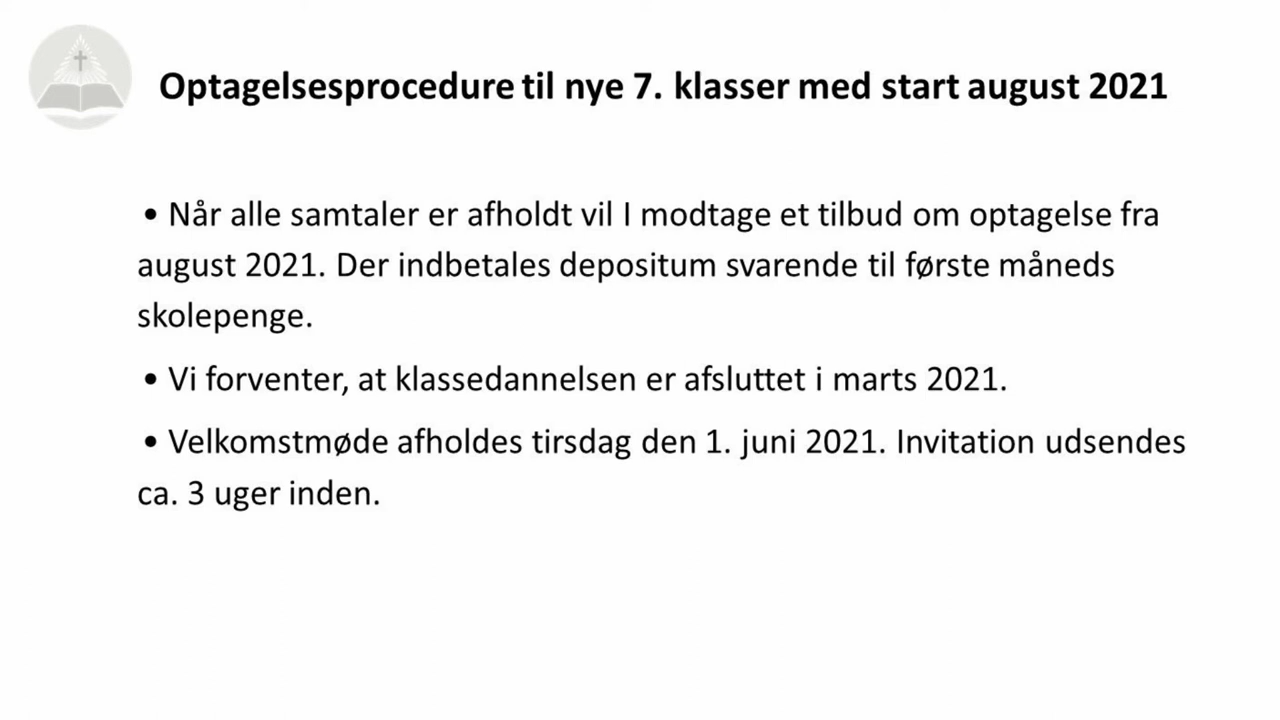 Optagelsesprocedure til nye 7. klasser med start august 2021
• Når alle samtaler er afholdt vil I modtage et tilbud om optagelse fra
august 2021. Der indbetales depositum svarende til første måneds
skolepenge.
• Vi forventer, at klassedannelsen er afsluttet i marts 2021.
• Velkomstmøde afholdes tirsdag den 1. juni 2021. Invitation udsendes
ca. 3 uger inden.